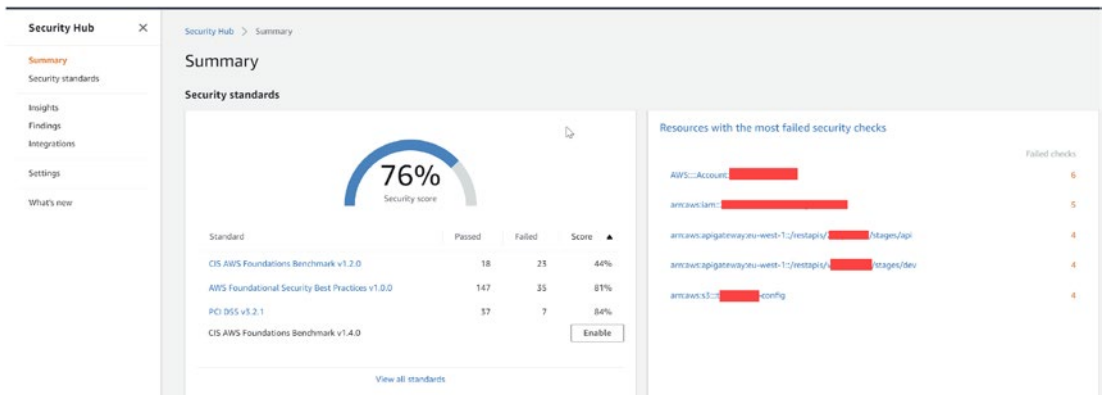 Security Hub ×
Summary
Security standards
Insights
Findings
Integrations
Settings
What's new
Security Hub > Summary
Summary
Security standards
76%
Security score
Standard Passed Failed Score ▲
CIS AWS Foundations Benchmark v1.2.0 18 23 44%
AWS Foundational Security Best Practices v1.0.0 147 35 81%
PCI DSS v3.2.1 37 7 84%
CIS AWS Foundations Benchmark v1.4.0 Enable
View all standards
Resources with the most failed security checks
Failed checks
AWS::::Account: 6
arn:aws:iam:: 5
arn:aws:apigateway:eu-west-1::/restapis/ /stages/api 4
arn:aws:apigateway:eu-west-1::/restapis/ /stages/dev 4
arn:aws:s3::: -config 4